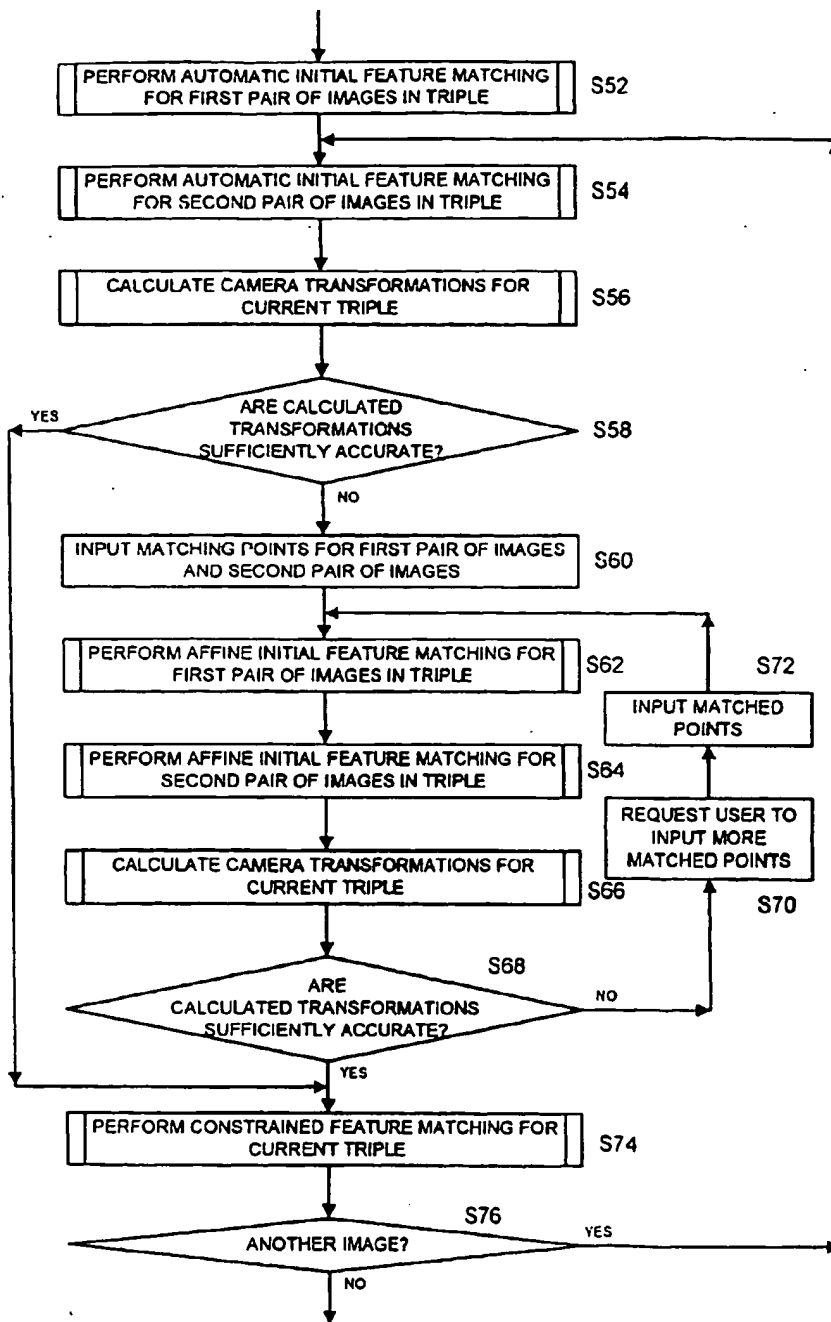 PERFORM AUTOMATIC INITIAL FEATURE MATCHING
FOR FIRST PAIR OF IMAGES IN TRIPLE
S52
PERFORM AUTOMATIC INITIAL FEATURE MATCHING
FOR SECOND PAIR OF IMAGES IN TRIPLE
S54
CALCULATE CAMERA TRANSFORMATIONS FOR
CURRENT TRIPLE
S56
YES
ARE CALCULATED
TRANSFORMATIONS
SUFFICIENTLY ACCURATE?
S58
NO
INPUT MATCHING POINTS FOR FIRST PAIR OF IMAGES
AND SECOND PAIR OF IMAGES
S60
PERFORM AFFINE INITIAL FEATURE MATCHING FOR
FIRST PAIR OF IMAGES IN TRIPLE
S62
S72
INPUT MATCHED
POINTS
PERFORM AFFINE INITIAL FEATURE MATCHING FOR
SECOND PAIR OF IMAGES IN TRIPLE
S64
REQUEST USER TO
INPUT MORE
MATCHED POINTS
S70
CALCULATE CAMERA TRANSFORMATIONS FOR
CURRENT TRIPLE
S66
S68
ARE
CALCULATED TRANSFORMATIONS
SUFFICIENTLY ACCURATE?
NO
YES
PERFORM CONSTRAINED FEATURE MATCHING FOR
CURRENT TRIPLE
S74
S76
ANOTHER IMAGE?
YES
NO